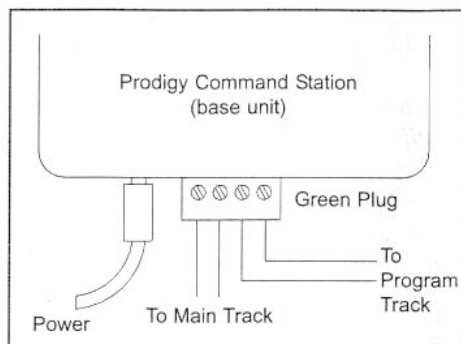 Prodigy Command Station
(base unit)
Green Plug
To
Program
Track
To Main Track
Power